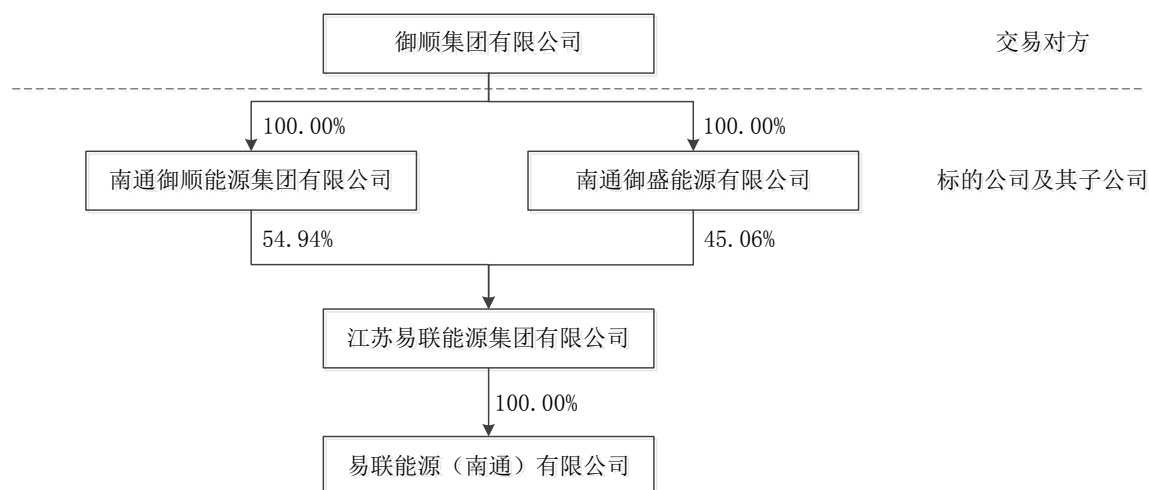 御顺集团有限公司
交易对方
100.00%
100.00%
南通御顺能源集团有限公司
南通御盛能源有限公司
标的公司及其子公司
54.94%
45.06%
江苏易联能源集团有限公司
100.00%
易联能源（南通）有限公司